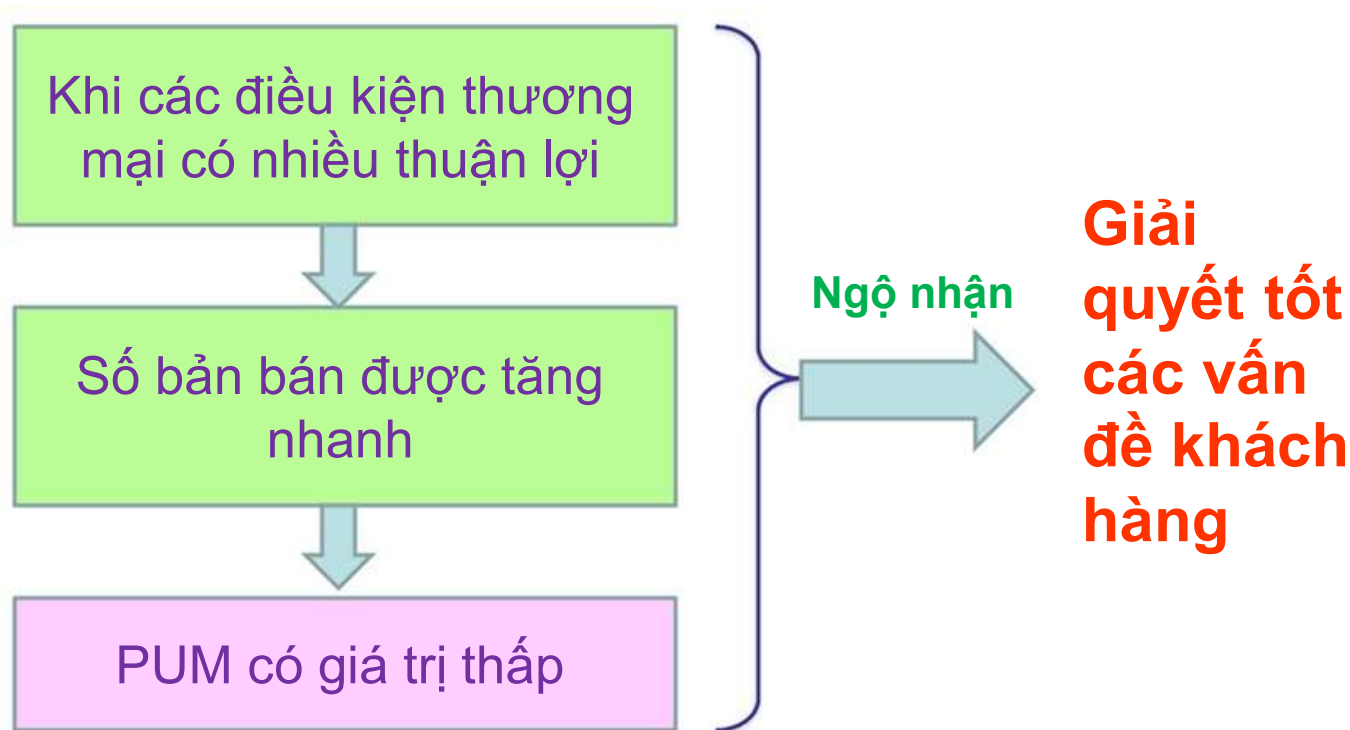 Khi các điều kiện thương
mại có nhiều thuận lợi
Số bản bán được tăng
nhanh
PUM có giá trị thấp
Ngộ nhận
Giải
quyết tốt
các vấn
đề khách
hàng